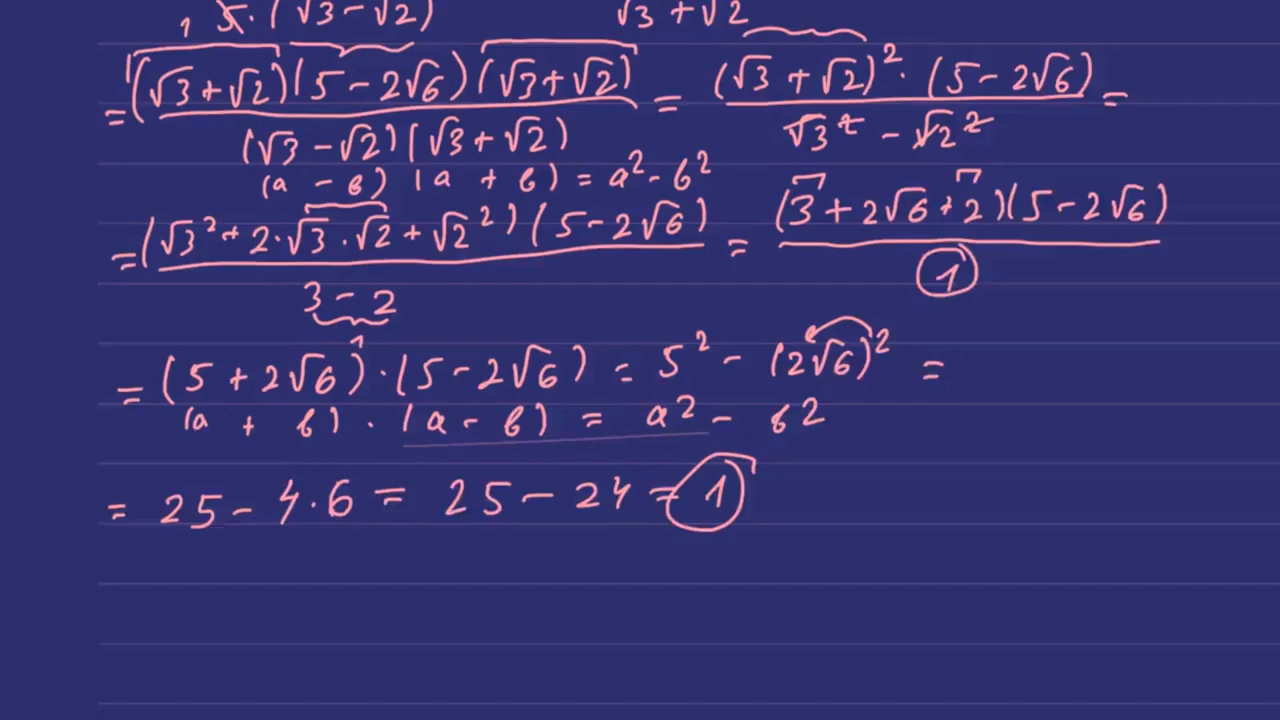 1 5·(√3-√2) √3+√2
=((√3+√2)(5-2√6)(√3+√2) / (√3-√2)(√3+√2) = (√3+√2)²·(5-2√6) / √3²-√2² =
(a-b)(a+b)=a²-b²
=(√3²+2·√3·√2+√2²)(5-2√6) / 3-2 = (3+2√6+2)(5-2√6) / 1
1
=(5+2√6)·(5-2√6)=5²-(2√6)²=
(a+b)·(a-b)=a²-b²
=25-4·6=25-24=1